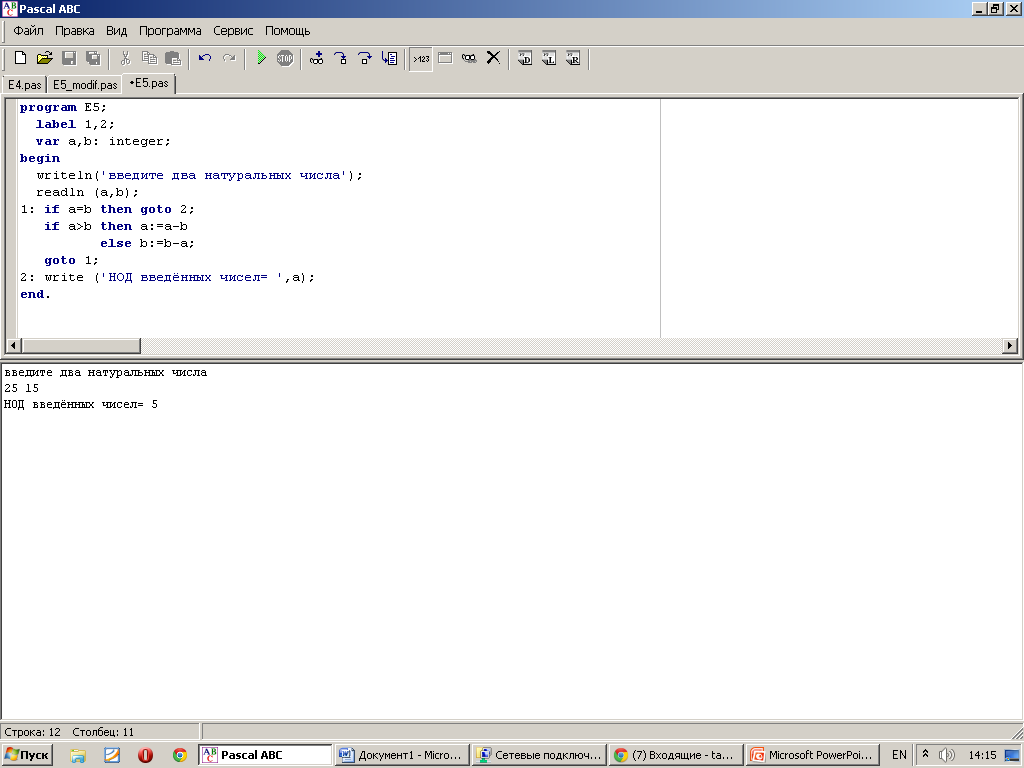 Pascal ABC
Файл Правка Вид Программа Сервис Помощь
E4.pas E5_modif.pas •E5.pas
program E5;
label 1,2;
var a,b: integer;
begin
writeln('введите два натуральных числа');
readln (a,b);
1: if a=b then goto 2;
if a>b then a:=a-b
else b:=b-a;
goto 1;
2: write ('НОД введённых чисел= ',a);
end.
введите два натуральных числа
25 15
НОД введённых чисел= 5
Строка: 12 Столбец: 11
Пуск Pascal ABC Документ1 - Micro... Сетевые подключ... (7) Входящие - ta... Microsoft PowerPoi... EN 14:15